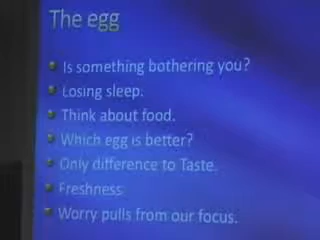 The egg
Is something bothering you?
Losing sleep.
Think about food.
Which egg is better?
Only difference to Taste.
Freshness
Worry pulls from our focus.